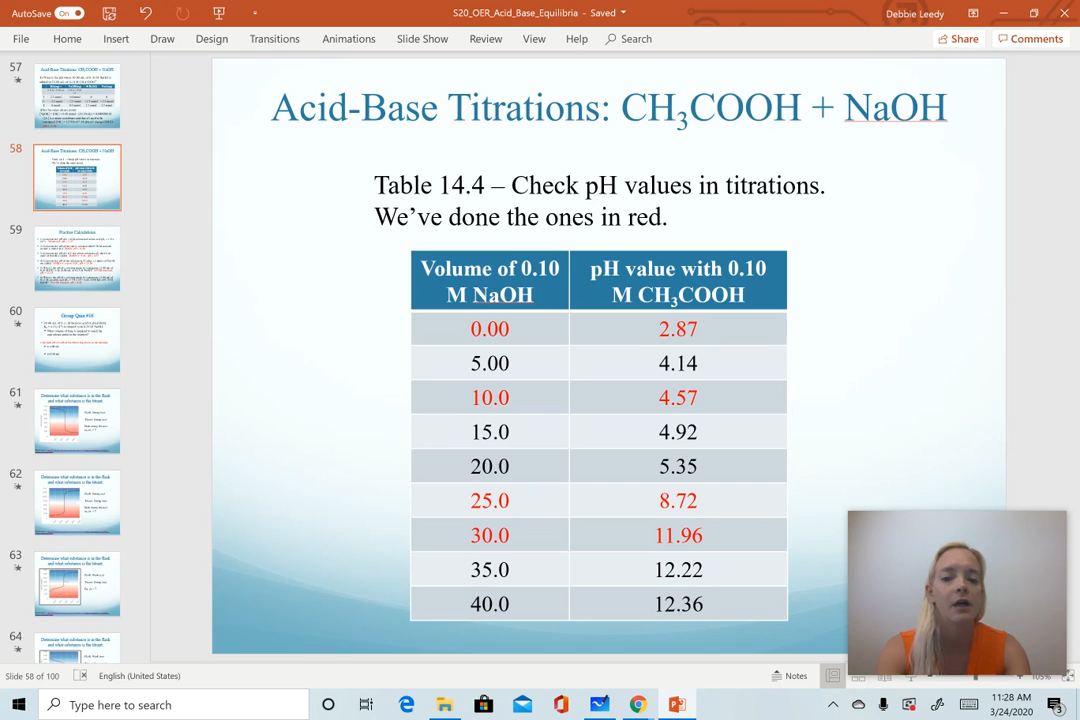 AutoSave On
S20_OER_Acid_Base_Equilibria - Saved
Debbie Leedy
File Home Insert Draw Design Transitions Animations Slide Show Review View Help Search Share Comments
57
58
59
60
61
62
63
64
Acid-Base Titrations: CH₃COOH + NaOH
Table 14.4 – Check pH values in titrations.
We’ve done the ones in red.
Volume of 0.10 M NaOH pH value with 0.10 M CH₃COOH
0.00 2.87
5.00 4.14
10.0 4.57
15.0 4.92
20.0 5.35
25.0 8.72
30.0 11.96
35.0 12.22
40.0 12.36
Slide 58 of 100 English (United States) Notes 105%
Type here to search
11:28 AM
3/24/2020
3